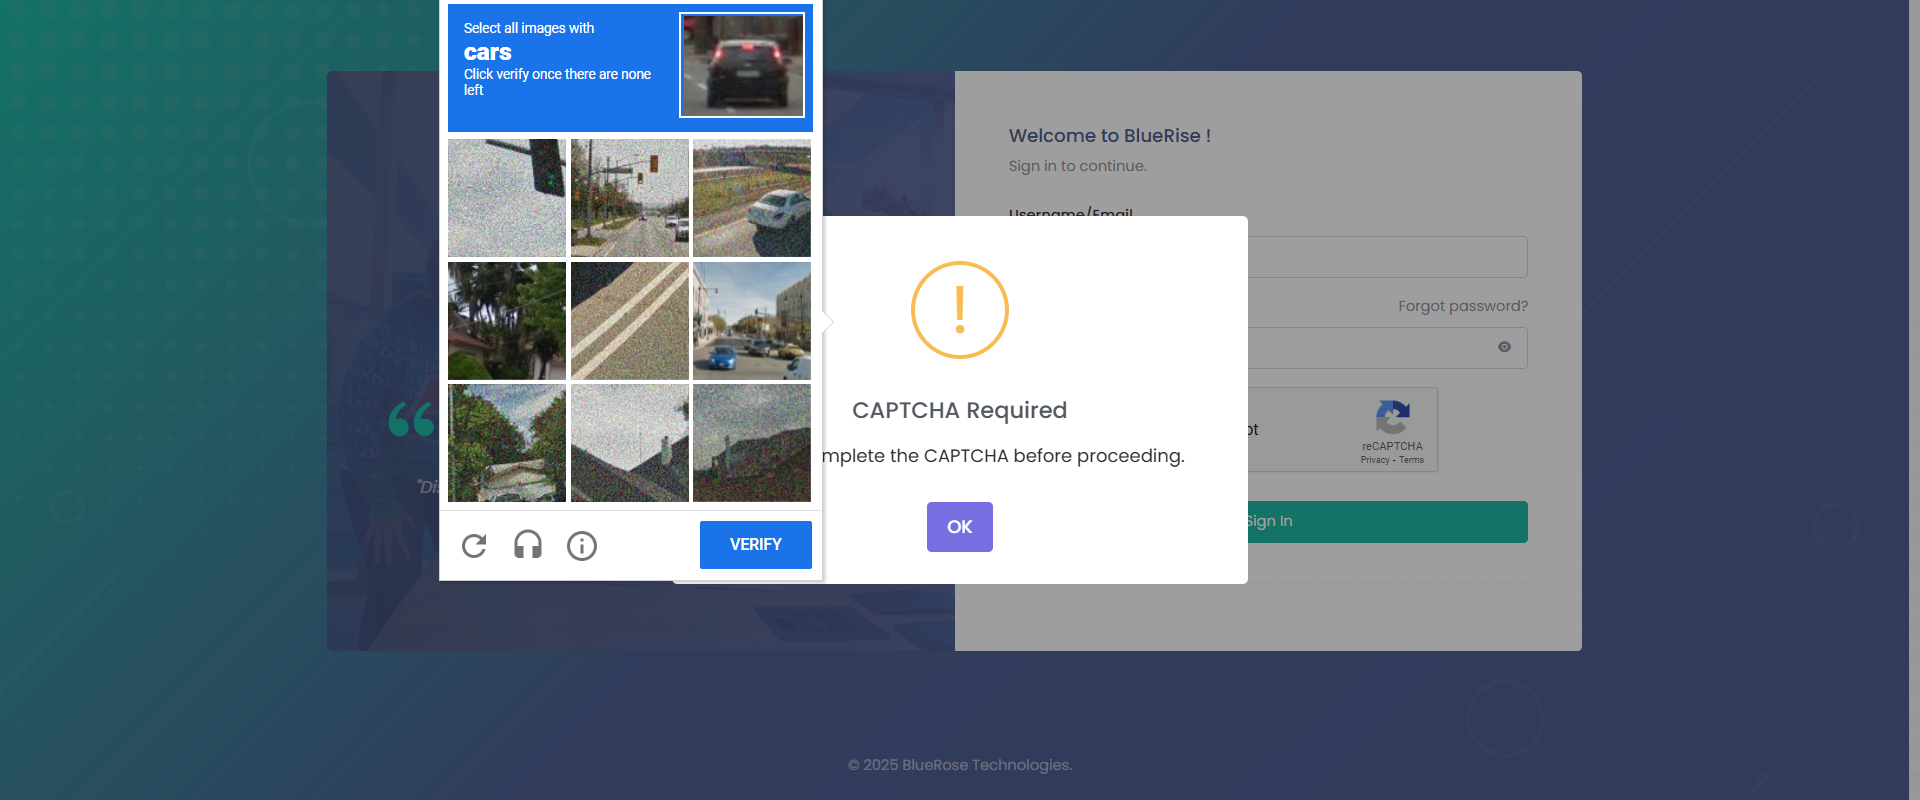 Select all images with
cars
Click verify once there are none
left
VERIFY
Welcome to BlueRise !
Sign in to continue.
Username/Email
Forgot password?
CAPTCHA Required
mplete the CAPTCHA before proceeding.
OK
reCAPTCHA
Privacy - Terms
Sign In
© 2025 BlueRose Technologies.